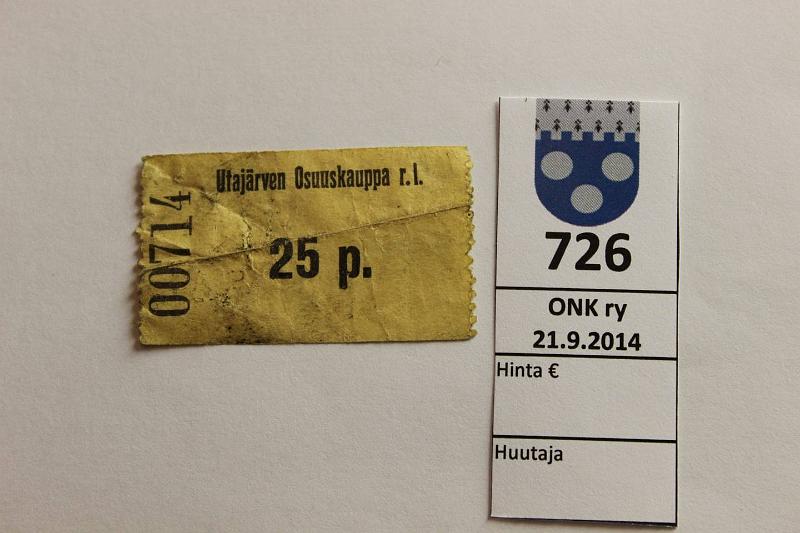 Utajärven Osuuskauppa r.l.
25 p.
00714
726
ONK ry
21.9.2014
Hinta €
Huutaja